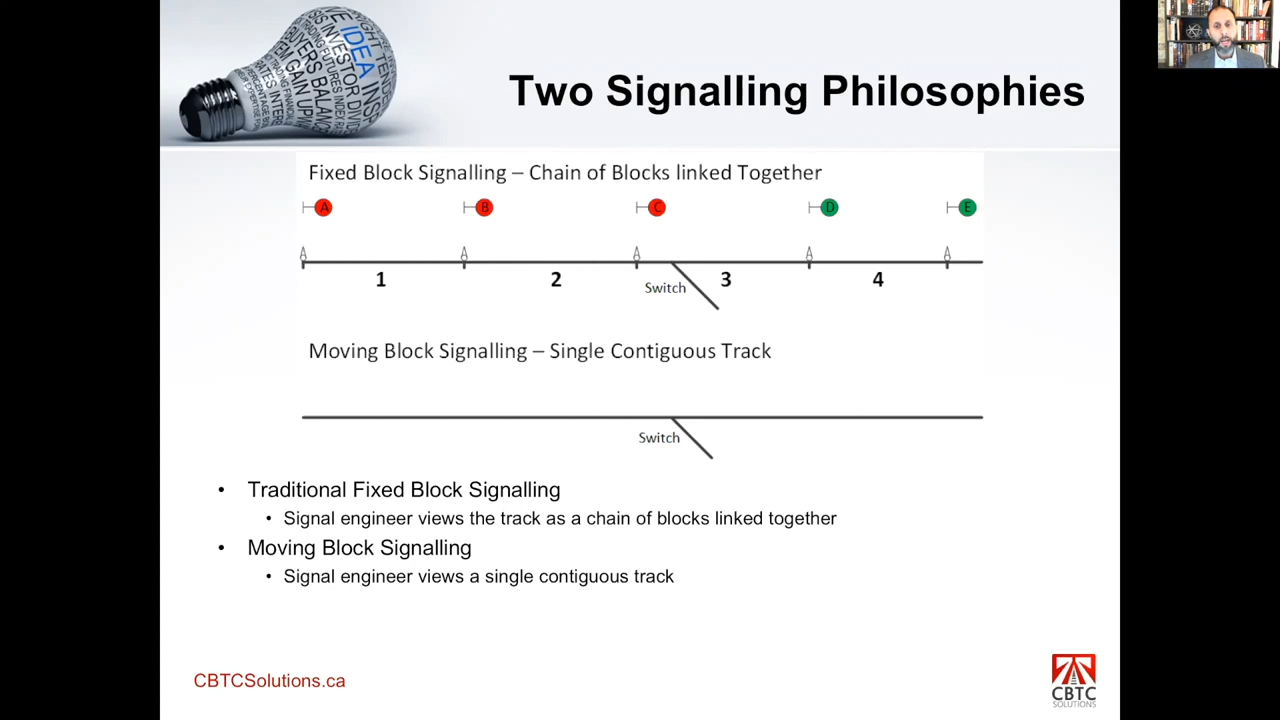 IDEA
Two Signalling Philosophies
Fixed Block Signalling – Chain of Blocks linked Together
A B C D E
1 2 3 4
Switch
Moving Block Signalling – Single Contiguous Track
Switch
• Traditional Fixed Block Signalling
• Signal engineer views the track as a chain of blocks linked together
• Moving Block Signalling
• Signal engineer views a single contiguous track
CBTCSolutions.ca
CBTC
SOLUTIONS